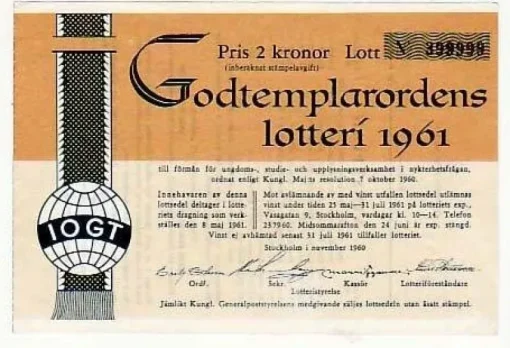 Pris 2 kronor Lott N 399999
(inberäknat stämpelavgift)
Godtemplarordens
lotteri 1961
till förmån för ungdoms-, studie- och upplysningsverksamhet i nykterhetsfrågan,
ordnat enligt Kungl. Maj:ts resolution 7 oktober 1960.
Innehavaren av denna
lottsedel deltager i lotte-
riets dragning som verk-
ställes den 8 maj 1961.
Mot avlämnande av med vinst utfallen lottsedel utlämnas
vinst under tiden 25 maj—31 juli 1961 på lotteriets exp.,
Vasagatan 9, Stockholm, vardagar kl. 10—14. Telefon
237960. Midsommarafton den 24 juni är exp. stängd.
Vinst ej avhämtad senast 31 juli 1961 tillfaller lotteriet.
Stockholm i november 1960
Ordf. Sekr. Kassör Lotteriföreståndare
Lotteristyrelse
Jämlikt Kungl. Generalpoststyrelsens medgivande säljes lottsedeln utan åsatt stämpel.
IOGT